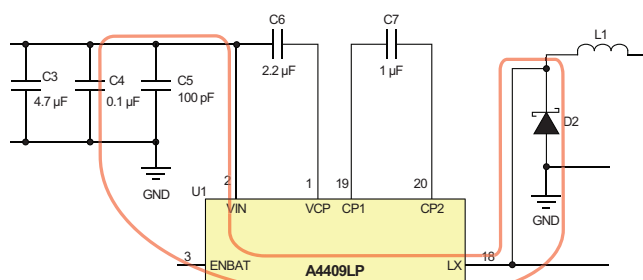 C6
C7
L1
C3
C4
C5
4.7 µF
0.1 µF
100 pF
2.2 µF
1 µF
D2
GND
U1
2
1
19
20
GND
VIN
VCP
CP1
CP2
3
ENBAT
A4409LP
LX
18